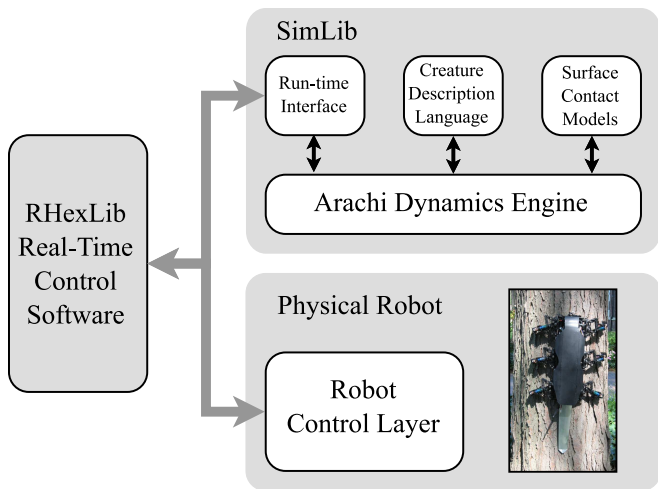 SimLib
Run-time
Interface
Creature
Description
Language
Surface
Contact
Models
Arachi Dynamics Engine
RHexLib
Real-Time
Control
Software
Physical Robot
Robot
Control Layer